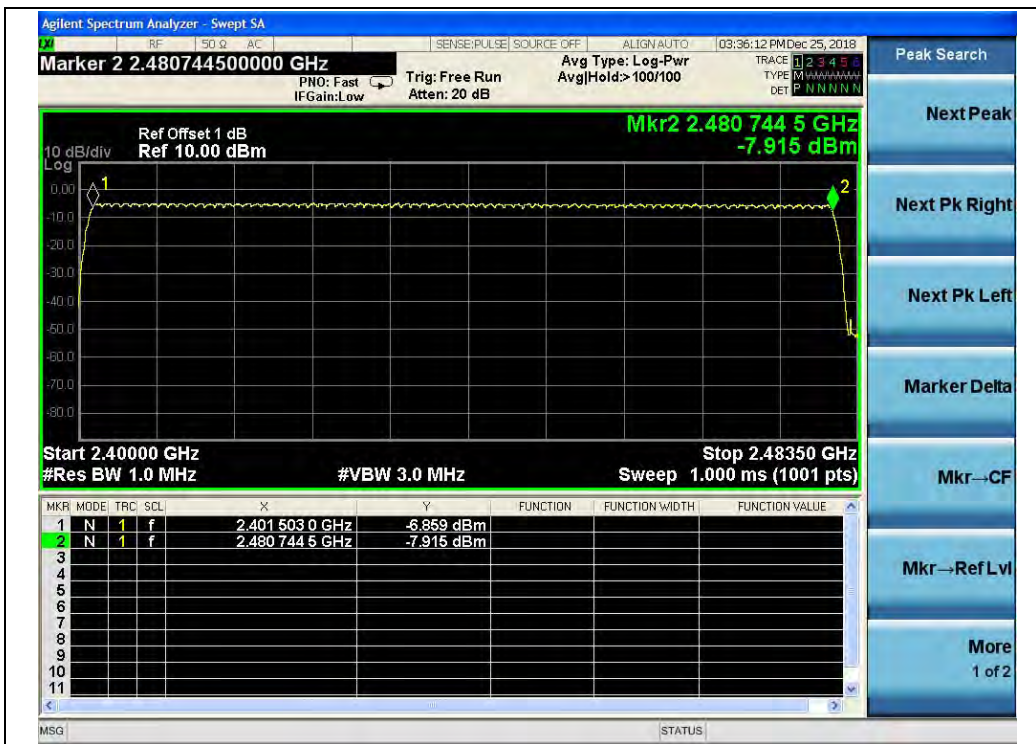 Agilent Spectrum Analyzer - Swept SA
LXI RF 50 Ω AC SENSE:PULSE SOURCE OFF ALIGN AUTO 03:36:12 PM Dec 25, 2018
Marker 2 2.480744500000 GHz
PNO: Fast
IFGain:Low
Trig: Free Run
Atten: 20 dB
Avg Type: Log-Pwr
Avg|Hold:>100/100
TRACE 1 2 3 4 5 6
TYPE M
DET P N N N N N
Mkr2 2.480 744 5 GHz
-7.915 dBm
Ref Offset 1 dB
10 dB/div Ref 10.00 dBm
Log
1
2
0.00
-10.0
-20.0
-30.0
-40.0
-50.0
-60.0
-70.0
-80.0
Start 2.40000 GHz Stop 2.48350 GHz
#Res BW 1.0 MHz #VBW 3.0 MHz Sweep 1.000 ms (1001 pts)
MKR MODE TRC SCL X Y FUNCTION FUNCTION WIDTH FUNCTION VALUE
1 N 1 f 2.401 503 0 GHz -6.859 dBm
2 N 1 f 2.480 744 5 GHz -7.915 dBm
3
4
5
6
7
8
9
10
11
MSG STATUS
Peak Search
Next Peak
Next Pk Right
Next Pk Left
Marker Delta
Mkr→CF
Mkr→Ref Lvl
More
1 of 2